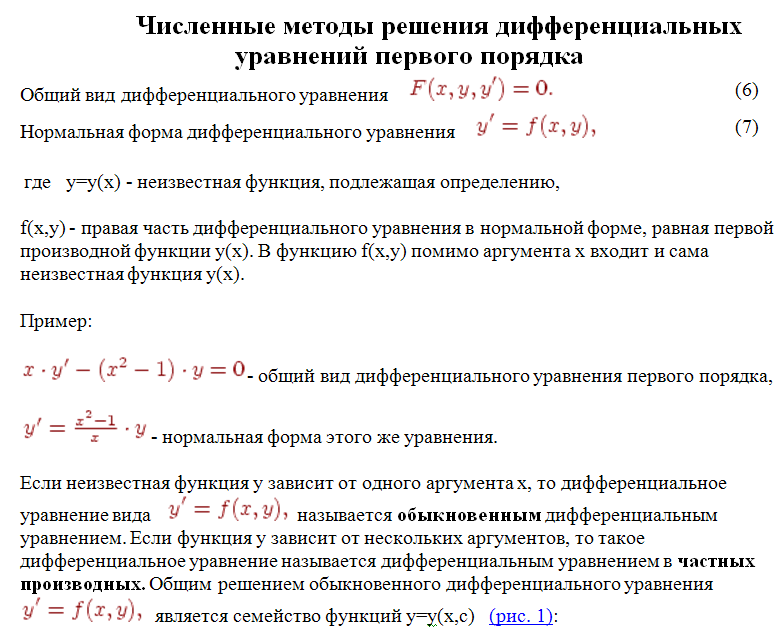 Численные методы решения дифференциальных
уравнений первого порядка
Общий вид дифференциального уравнения F(x, y, y′) = 0. (6)
Нормальная форма дифференциального уравнения y′ = f(x, y), (7)
где y=y(x) - неизвестная функция, подлежащая определению,
f(x,y) - правая часть дифференциального уравнения в нормальной форме, равная первой
производной функции y(x). В функцию f(x,y) помимо аргумента x входит и сама
неизвестная функция y(x).
Пример:
x · y′ − (x² − 1) · y = 0 - общий вид дифференциального уравнения первого порядка,
y′ = \frac{x²−1}{x} · y - нормальная форма этого же уравнения.
Если неизвестная функция y зависит от одного аргумента x, то дифференциальное
уравнение вида y′ = f(x, y), называется обыкновенным дифференциальным
уравнением. Если функция y зависит от нескольких аргументов, то такое
дифференциальное уравнение называется дифференциальным уравнением в частных
производных. Общим решением обыкновенного дифференциального уравнения
y′ = f(x, y), является семейство функций y=y(x,c) (рис. 1):